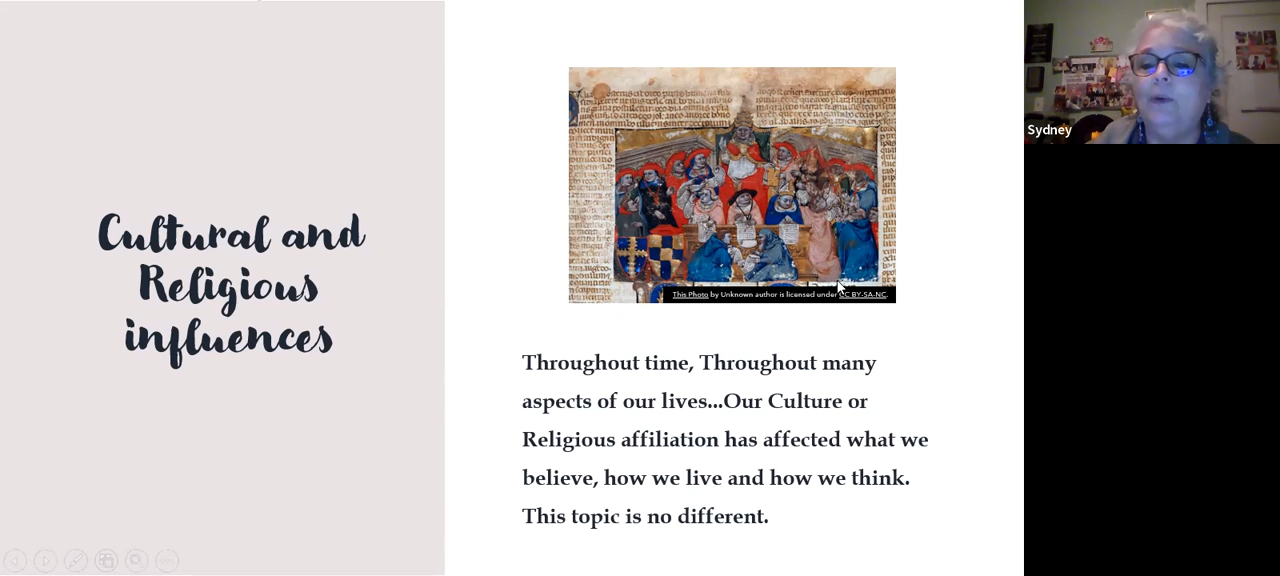 Cultural and
Religious
influences
This Photo by Unknown author is licensed under CC BY-SA-NC.
Throughout time, Throughout many
aspects of our lives...Our Culture or
Religious affiliation has affected what we
believe, how we live and how we think.
This topic is no different.
Sydney